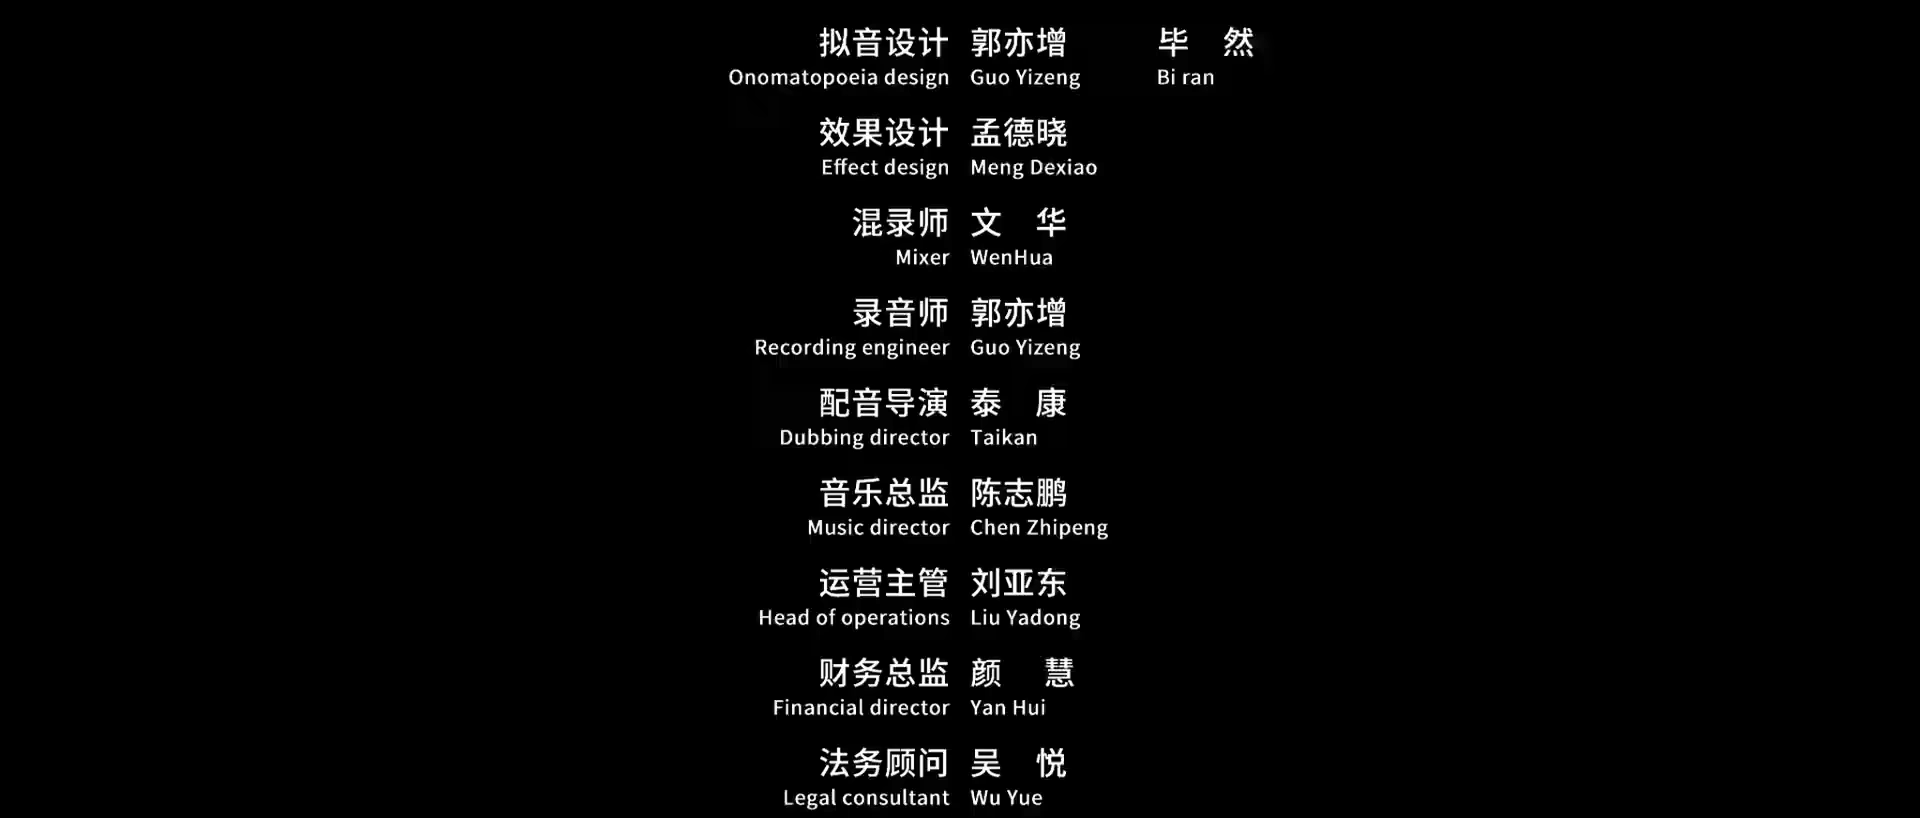 拟音设计 郭亦增 毕 然
Onomatopoeia design Guo Yizeng Bi ran
效果设计 孟德晓
Effect design Meng Dexiao
混录师 文 华
Mixer WenHua
录音师 郭亦增
Recording engineer Guo Yizeng
配音导演 泰 康
Dubbing director Taikan
音乐总监 陈志鹏
Music director Chen Zhipeng
运营主管 刘亚东
Head of operations Liu Yadong
财务总监 颜 慧
Financial director Yan Hui
法务顾问 吴 悦
Legal consultant Wu Yue